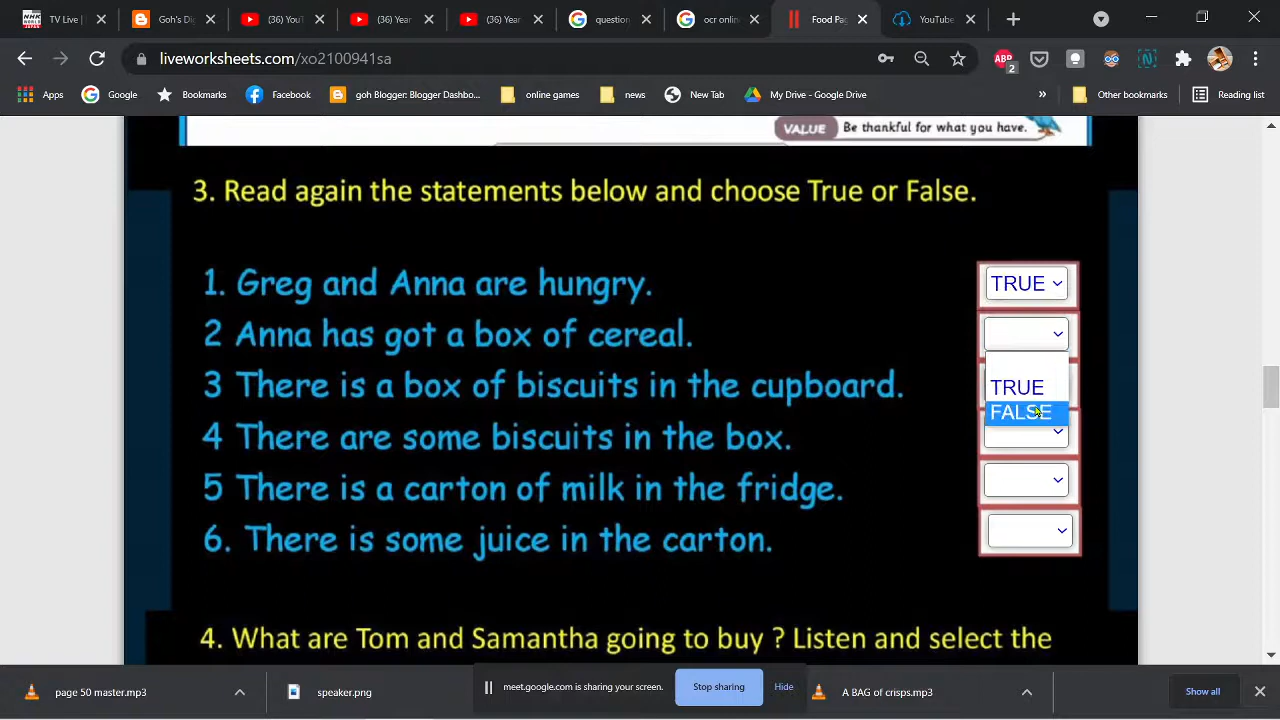 TV Live |
Goh's Dig
(36) YouT
(36) Year
(36) Year
question
ocr online
Food Pag
YouTube
liveworksheets.com/xo2100941sa
ABP
2
Apps
Google
Bookmarks
Facebook
goh Blogger: Blogger Dashbo...
online games
news
New Tab
My Drive - Google Drive
»
Other bookmarks
Reading list
VALUE Be thankful for what you have.
3. Read again the statements below and choose True or False.
1. Greg and Anna are hungry. TRUE
2 Anna has got a box of cereal.
3 There is a box of biscuits in the cupboard. TRUE
FALSE
4 There are some biscuits in the box.
5 There is a carton of milk in the fridge.
6. There is some juice in the carton.
4. What are Tom and Samantha going to buy ? Listen and select the
page 50 master.mp3
speaker.png
meet.google.com is sharing your screen.
Stop sharing
Hide
A BAG of crisps.mp3
Show all